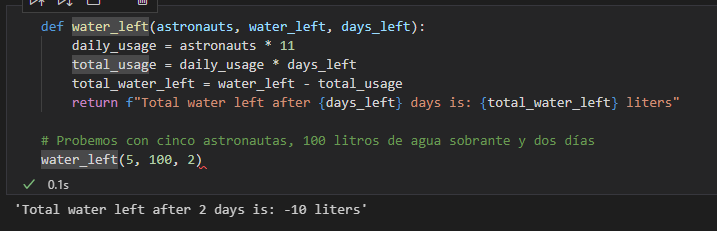 def water_left(astronauts, water_left, days_left):
    daily_usage = astronauts * 11
    total_usage = daily_usage * days_left
    total_water_left = water_left - total_usage
    return f"Total water left after {days_left} days is: {total_water_left} liters"
# Probemos con cinco astronautas, 100 litros de agua sobrante y dos días
water_left(5, 100, 2)
0.1s
'Total water left after 2 days is: -10 liters'